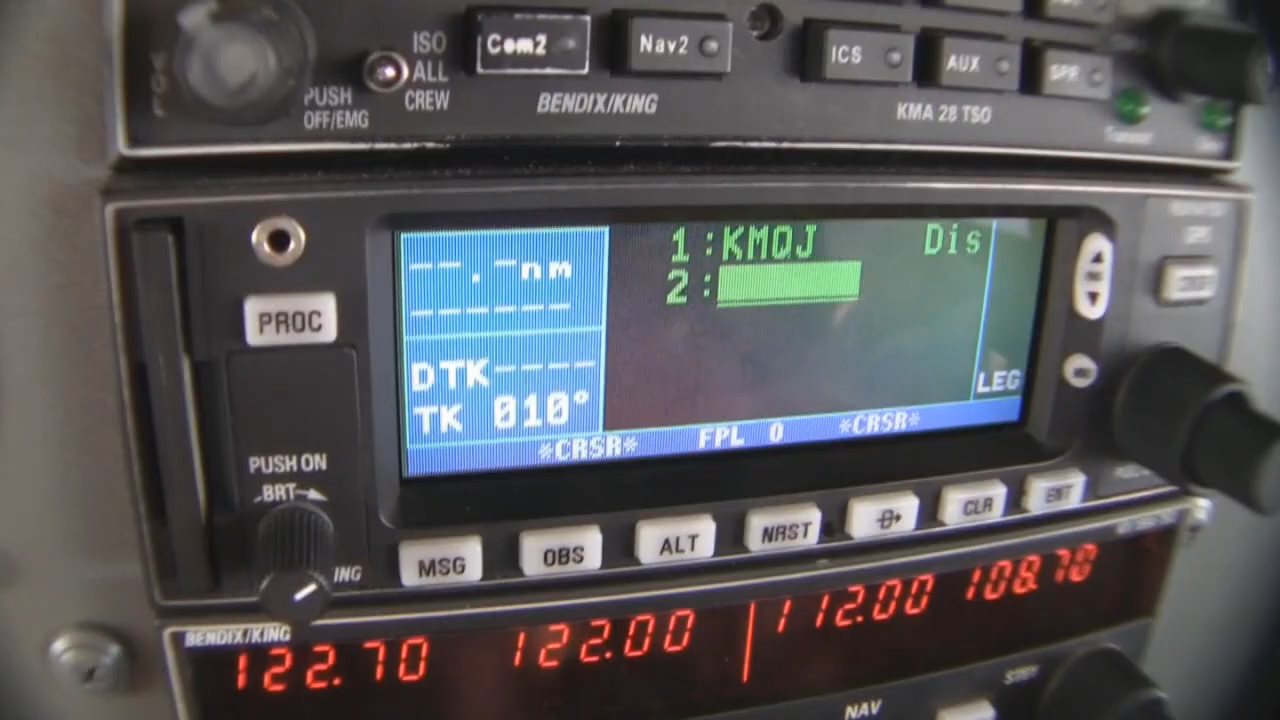 ISO
ALL
CREW
PUSH
OFF/EMG
Com2
Nav2
ICS
AUX
SPR
BENDIX/KING
KMA 28 TSO
PROC
PUSH ON
BRT
--.-nm
------
DTK----
TK 010°
*CRSR*
1:KMQJ Dis
2:
LEG
FPL 0
*CRSR*
MSG
OBS
ALT
NRST
D
CLR
ENT
BENDIX/KING
122.70 122.00 112.00 108.70
NAV